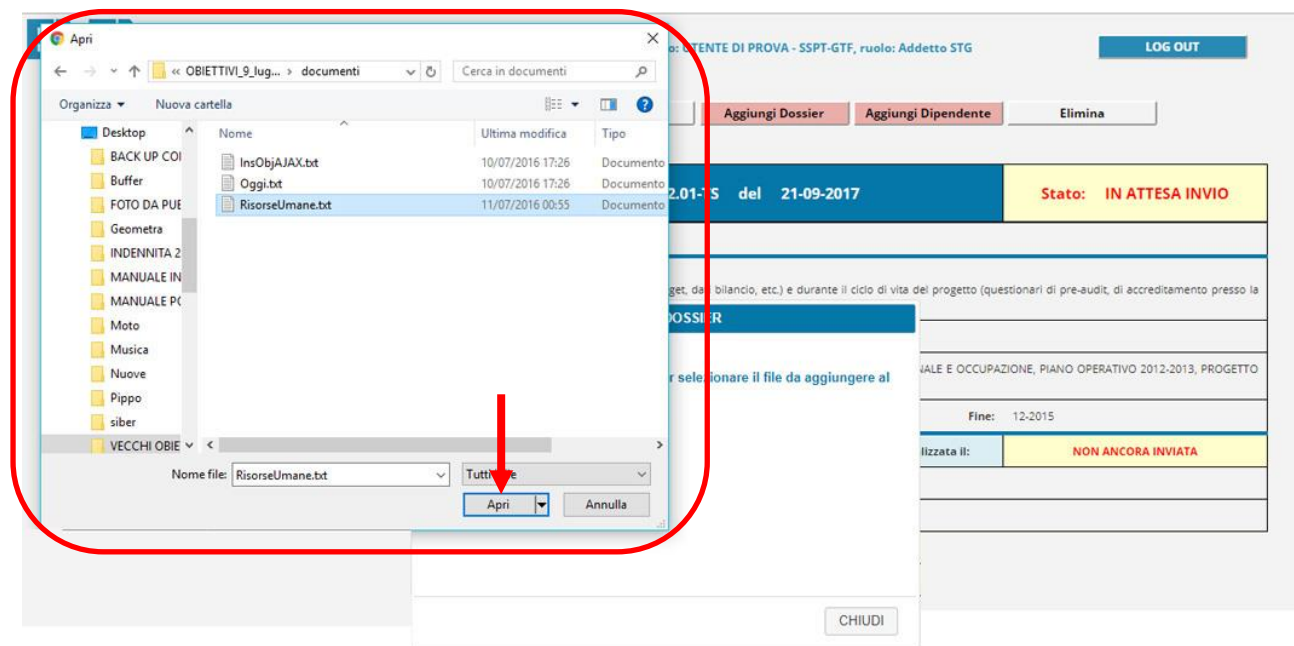 Apri
o: UTENTE DI PROVA - SSPT-GTF, ruolo: Addetto STG
LOG OUT
« OBIETTIVI_9_lug... › documenti
Cerca in documenti
Organizza
Nuova cartella
Aggiungi Dossier
Aggiungi Dipendente
Elimina
Desktop
BACK UP COI
Buffer
FOTO DA PUE
Geometra
INDENNITA 2
MANUALE IN
MANUALE PC
Moto
Musica
Nuove
Pippo
siber
VECCHI OBIE
Nome
Ultima modifica
Tipo
InsObjAJAX.txt 10/07/2016 17:26 Documento
Oggi.txt 10/07/2016 17:26 Documento
RisorseUmane.txt 11/07/2016 00:55 Documento
2.01-TS del 21-09-2017
Stato: IN ATTESA INVIO
get, dati bilancio, etc.) e durante il ciclo di vita del progetto (questionari di pre-audit, di accreditamento presso la
DOSSIER
r selezionare il file da aggiungere al
NALE E OCCUPAZIONE, PIANO OPERATIVO 2012-2013, PROGETTO
Fine: 12-2015
lizzata il:
NON ANCORA INVIATA
Nome file: RisorseUmane.txt
Apri
Annulla
CHIUDI